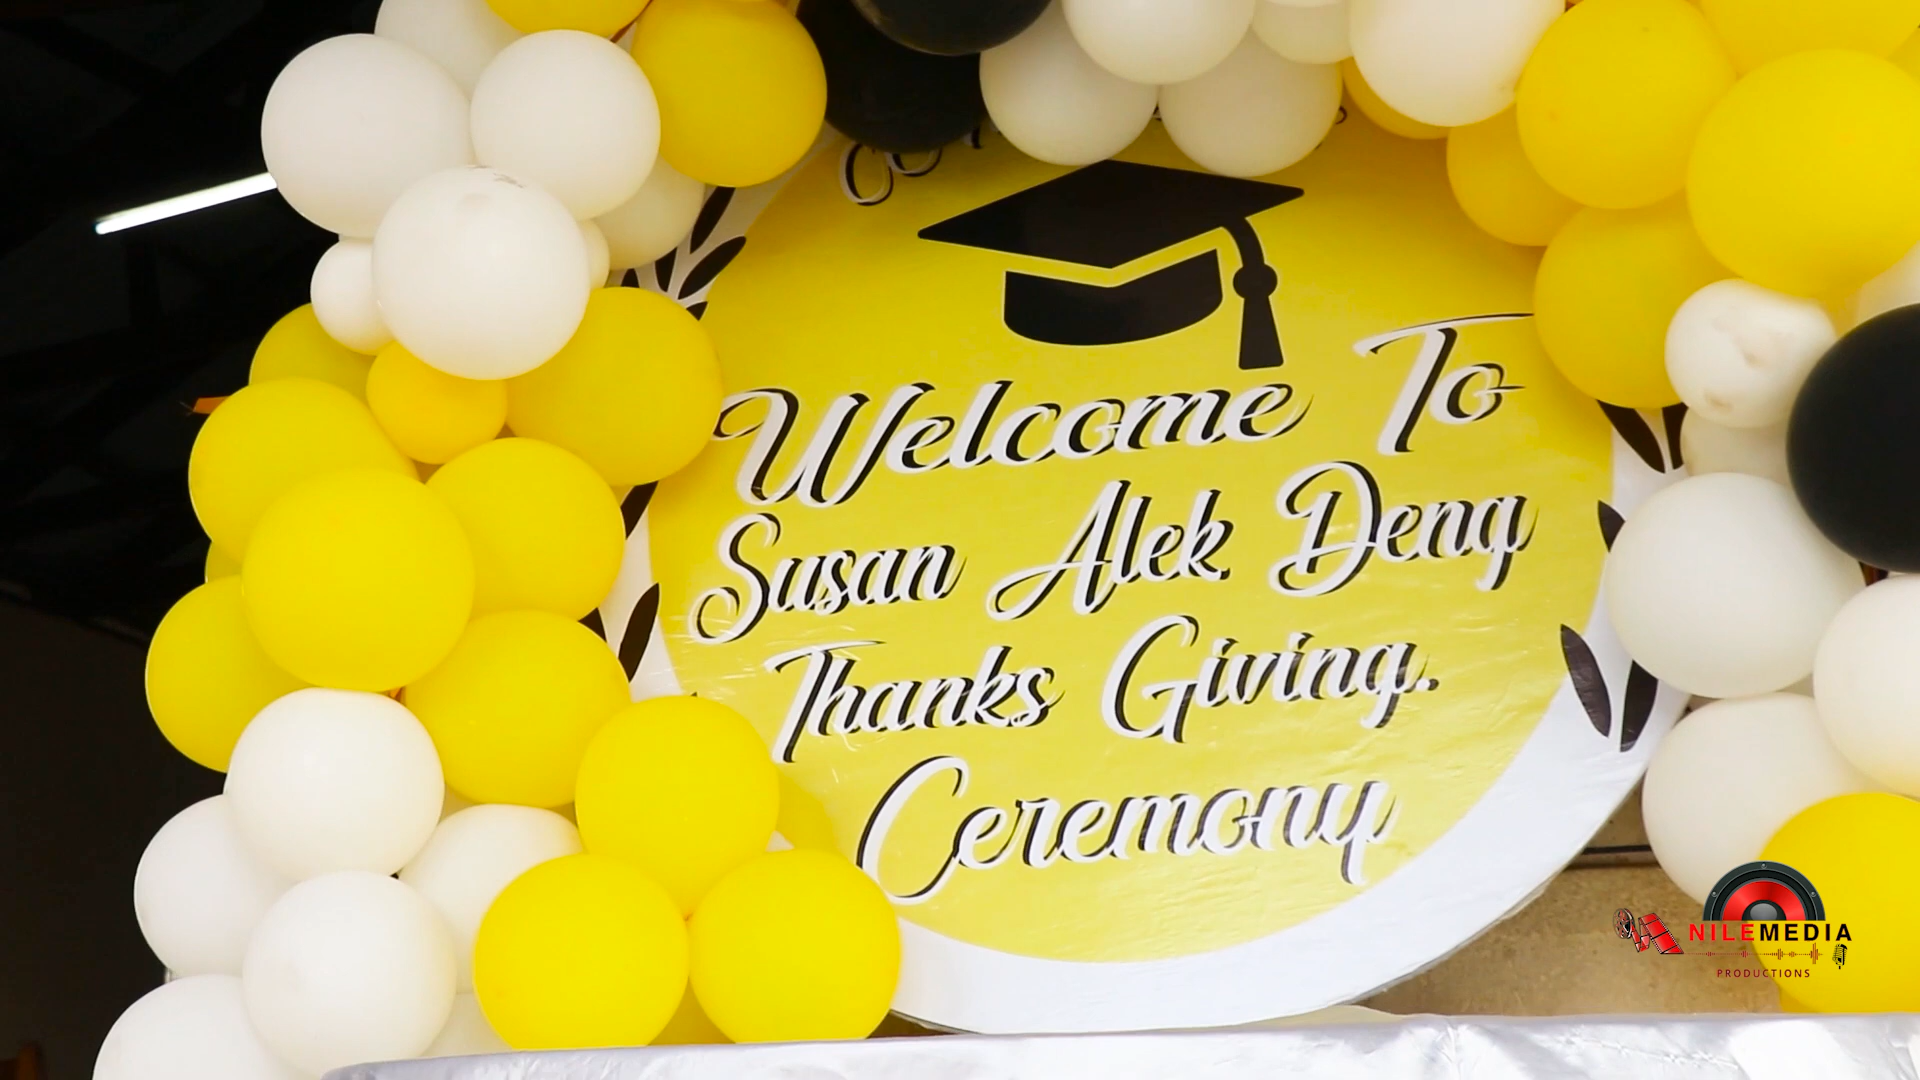 Welcome To
Susan Alek Deng
Thanks Giving.
Ceremony
NILEMEDIA
PRODUCTIONS